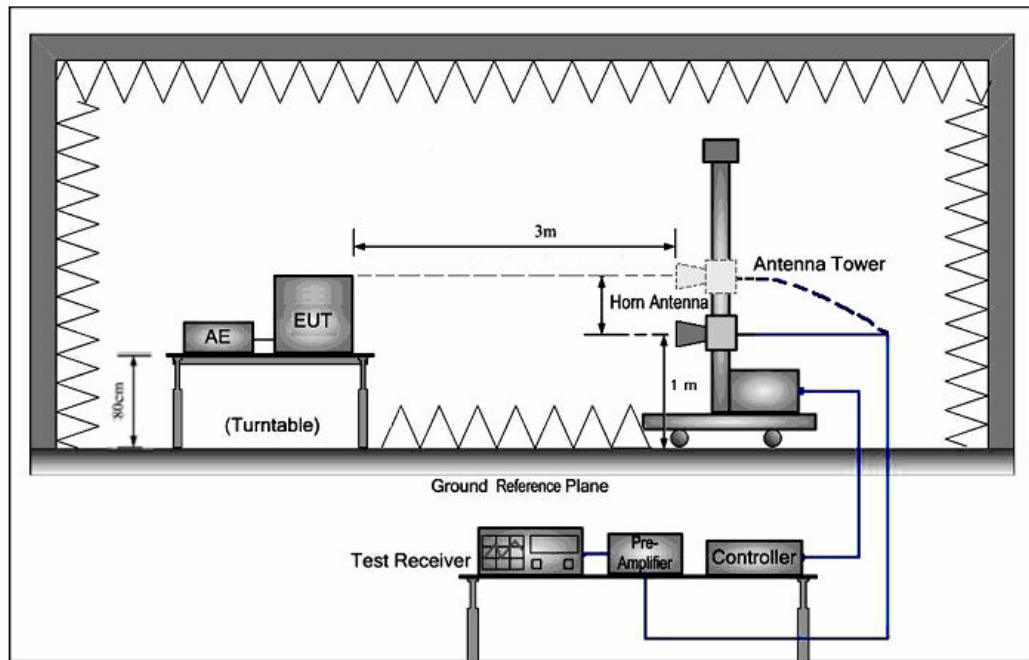 3m
Antenna Tower
Horn Antenna
EUT
AE
1 m
80cm
(Turntable)
Ground Reference Plane
Test Receiver
Pre-
Amplifier
Controller